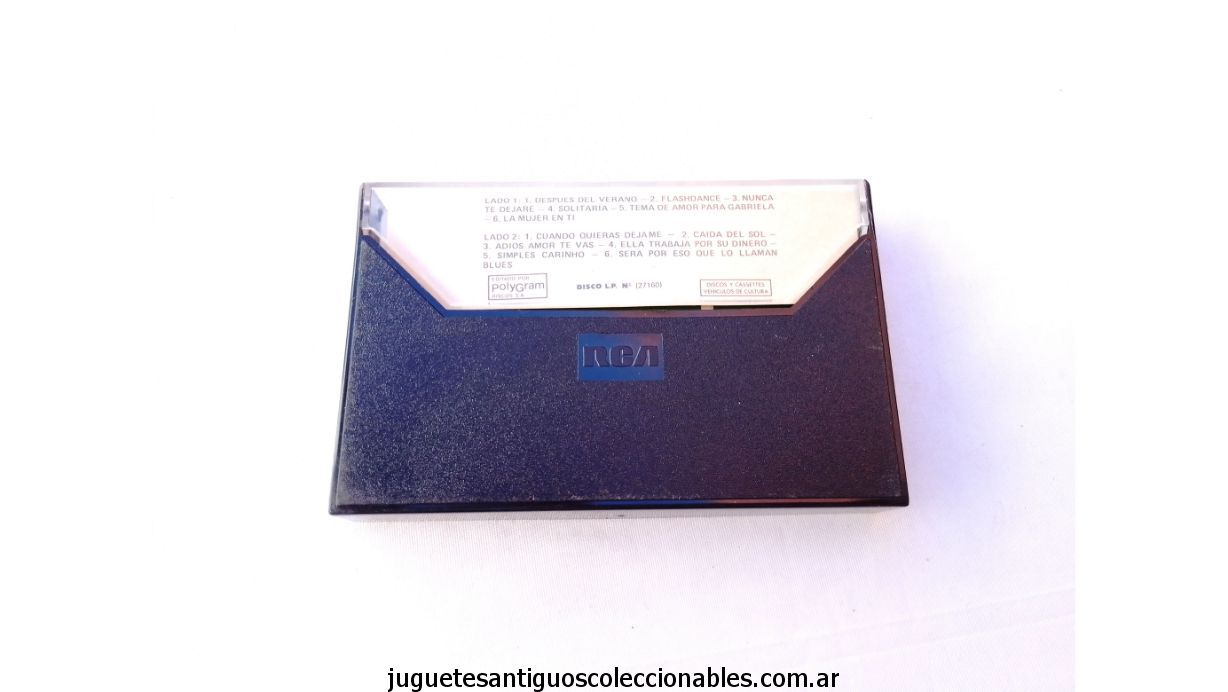 LADO 1: 1. DESPUES DEL VERANO – 2. FLASHDANCE – 3. NUNCA
TE DEJARE – 4. SOLITARIA – 5. TEMA DE AMOR PARA GABRIELA
– 6. LA MUJER EN TI
LADO 2: 1. CUANDO QUIERAS DEJAME – 2. CAIDA DEL SOL –
3. ADIOS AMOR TE VAS – 4. ELLA TRABAJA POR SU DINERO –
5. SIMPLES CARINHO – 6. SERA POR ESO QUE LO LLAMAN
BLUES
EDITADO POR
polyGram
DISCOS S.A.
DISCO L.P. Nº (27160)
DISCOS Y CASSETTES
VEHICULOS DE CULTURA
RCA
juguetesantiguoscoleccionables.com.ar